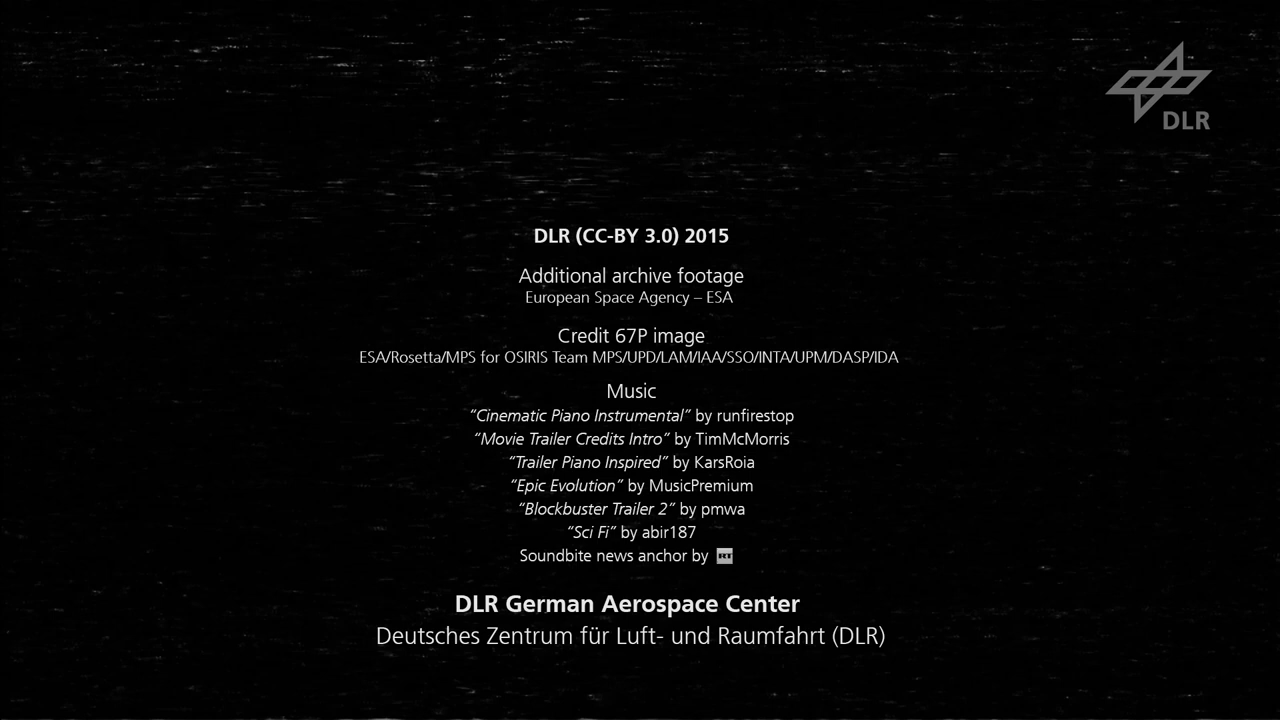 DLR
DLR (CC-BY 3.0) 2015
Additional archive footage
European Space Agency – ESA
Credit 67P image
ESA/Rosetta/MPS for OSIRIS Team MPS/UPD/LAM/IAA/SSO/INTA/UPM/DASP/IDA
Music
“Cinematic Piano Instrumental” by runfirestop
“Movie Trailer Credits Intro” by TimMcMorris
“Trailer Piano Inspired” by KarsRoia
“Epic Evolution” by MusicPremium
“Blockbuster Trailer 2” by pmwa
“Sci Fi” by abir187
Soundbite news anchor by RT
DLR German Aerospace Center
Deutsches Zentrum für Luft- und Raumfahrt (DLR)